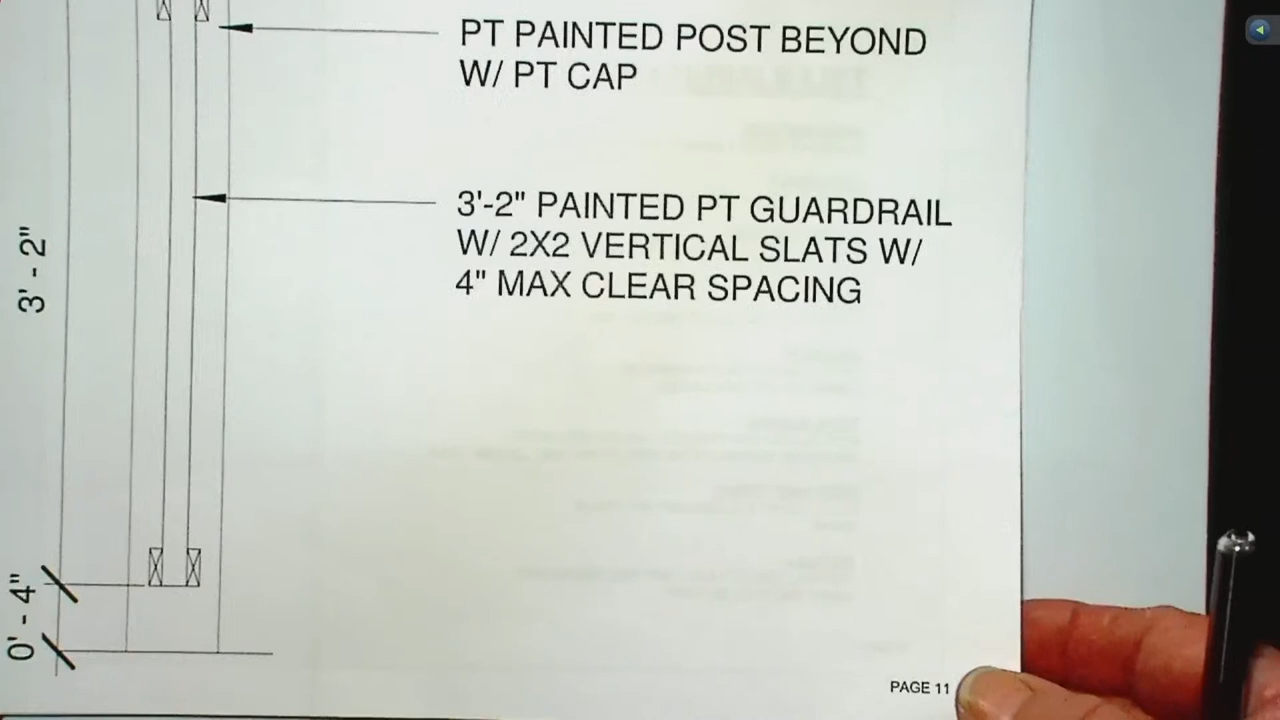 PT PAINTED POST BEYOND
W/ PT CAP
3'-2" PAINTED PT GUARDRAIL
W/ 2X2 VERTICAL SLATS W/
4" MAX CLEAR SPACING
3' - 2"
0' - 4"
PAGE 11